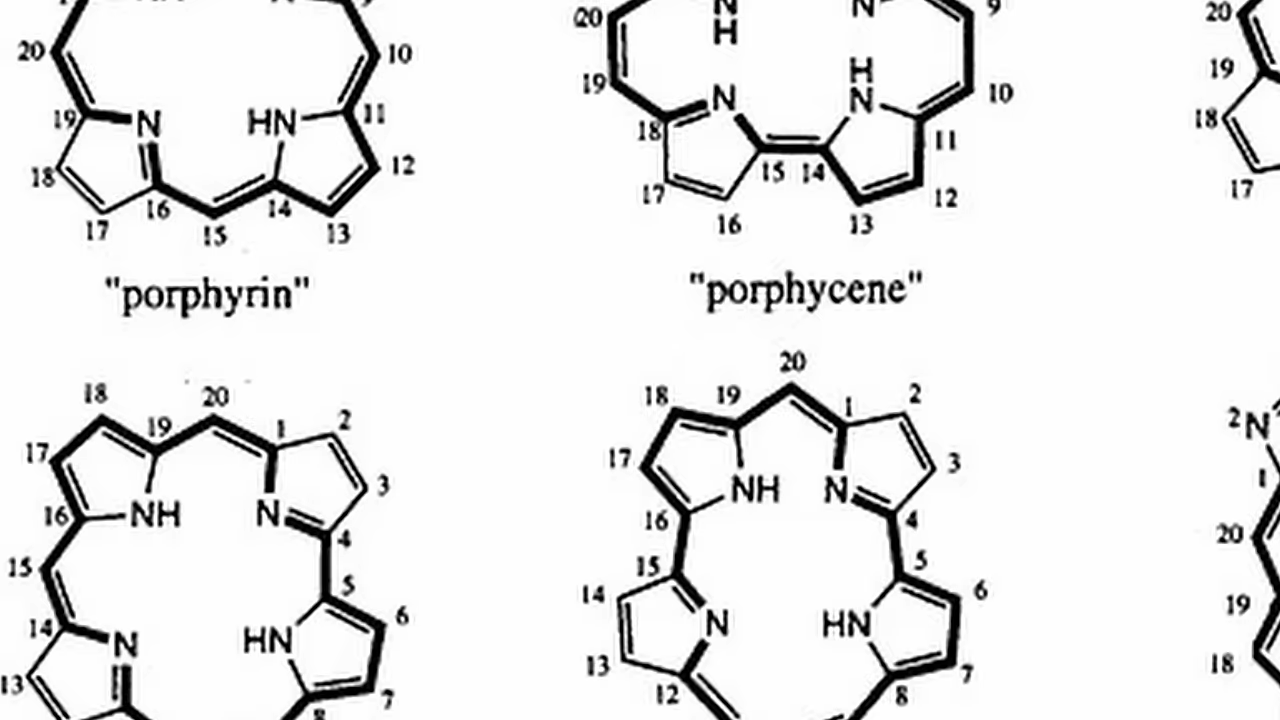 20 10
19 N HN 11
18 12
16 14
17 15 13
"porphyrin"
20 N H N 9
19 H N 10
18 N 11
15 14
17 12
16 13
"porphycene"
20
19
18
17
18 20
19 1 2
17
3
16 NH N
4
15 5
6
14 N HN
13
7
8
20
18 19 1 2
17 3
NH N
16 4
15 5
14 6
N HN
13 7
12 8
2 N
1
20
19
18